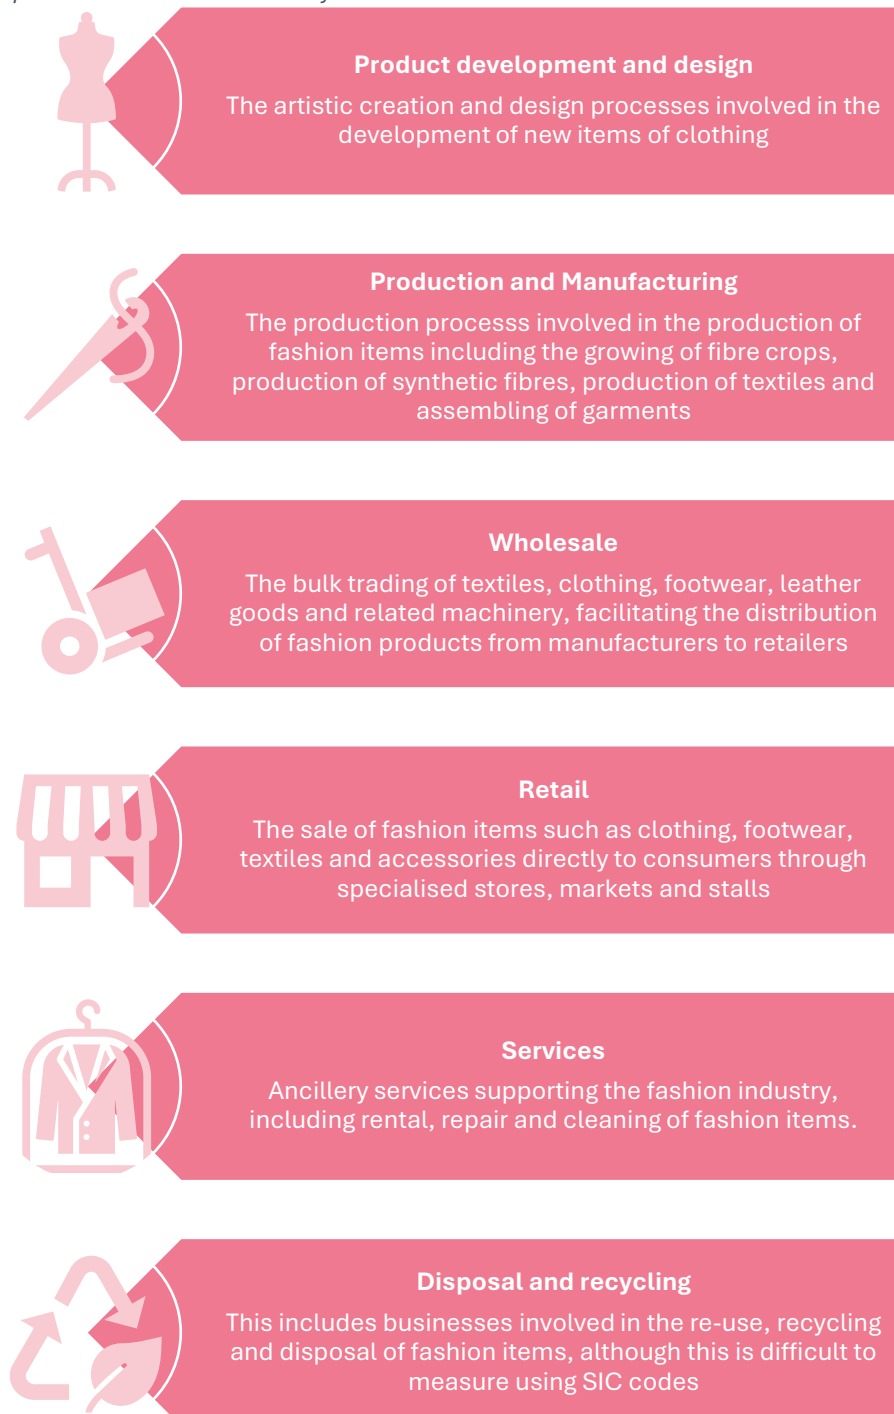 Product development and design
The artistic creation and design processes involved in the
development of new items of clothing
Production and Manufacturing
The production processs involved in the production of
fashion items including the growing of fibre crops,
production of synthetic fibres, production of textiles and
assembling of garments
Wholesale
The bulk trading of textiles, clothing, footwear, leather
goods and related machinery, facilitating the distribution
of fashion products from manufacturers to retailers
Retail
The sale of fashion items such as clothing, footwear,
textiles and accessories directly to consumers through
specialised stores, markets and stalls
Services
Ancillery services supporting the fashion industry,
including rental, repair and cleaning of fashion items.
Disposal and recycling
This includes businesses involved in the re-use, recycling
and disposal of fashion items, although this is difficult to
measure using SIC codes